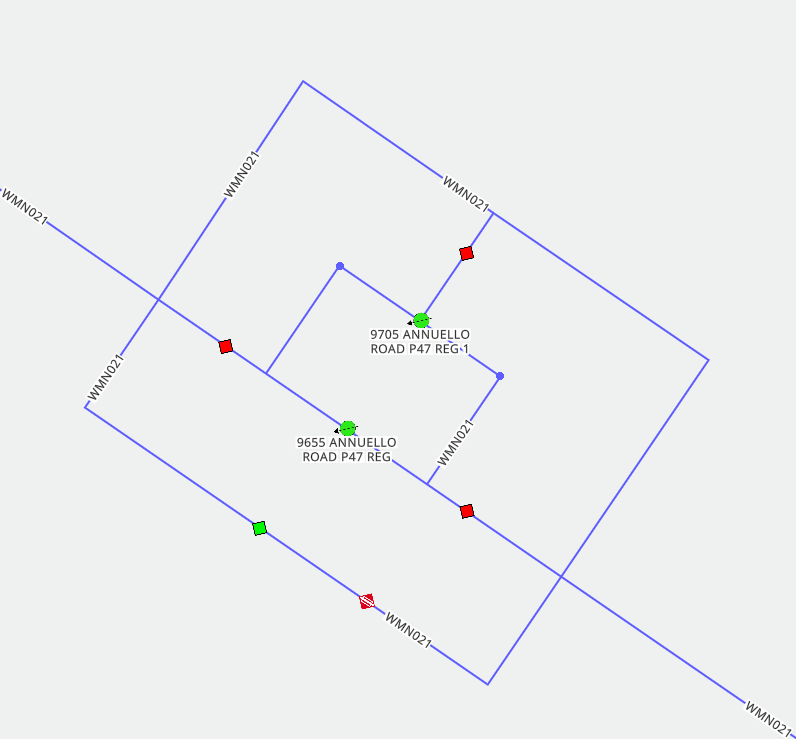 WMN021
WMN021
WMN021
9705 ANNUELLO
ROAD P47 REG 1
WMN021
WMN021
9655 ANNUELLO
ROAD P47 REG
WMN021
WMN021